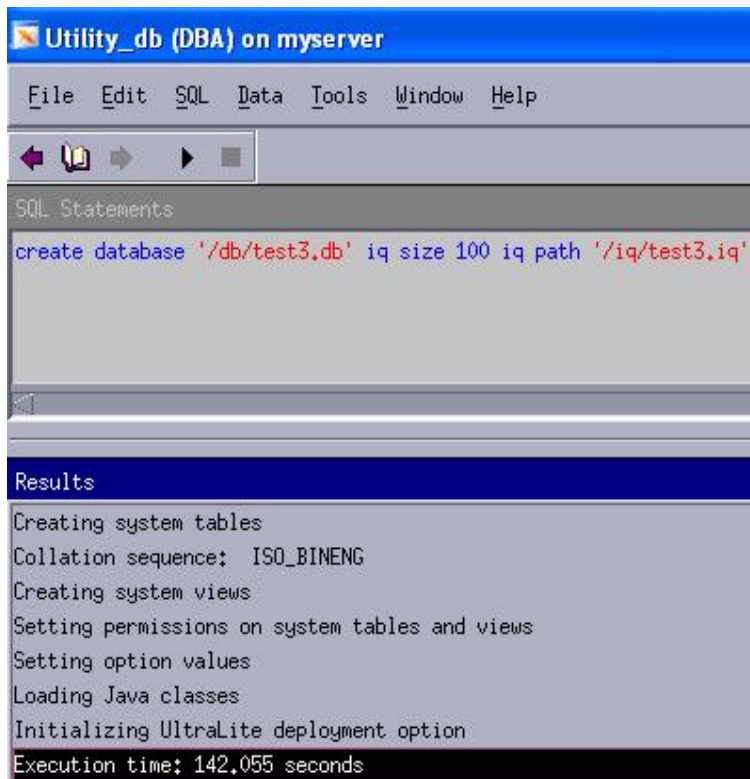 Utility_db (DBA) on myserver
File Edit SQL Data Tools Window Help
SQL Statements
create database '/db/test3.db' iq size 100 iq path '/iq/test3.iq'
Results
Creating system tables
Collation sequence: ISO_BINENG
Creating system views
Setting permissions on system tables and views
Setting option values
Loading Java classes
Initializing UltraLite deployment option
Execution time: 142.055 seconds